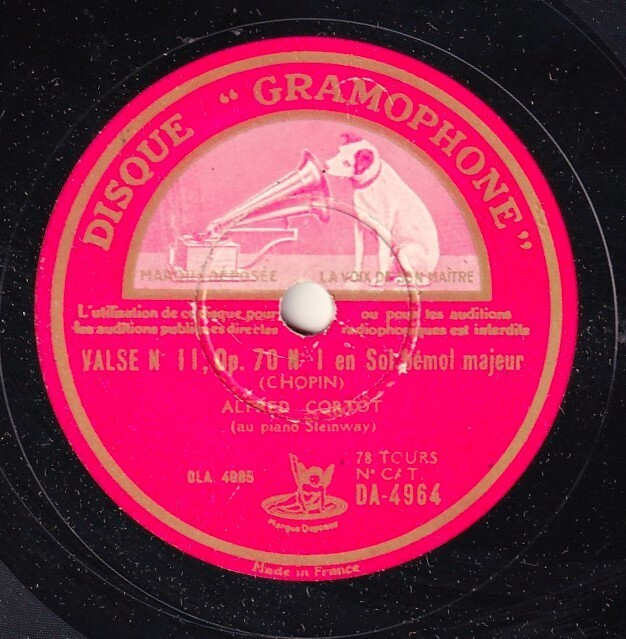 DISQUE "GRAMOPHONE"
MARQUE DÉPOSÉE LA VOIX DE SON MAÎTRE
L'utilisation de ce disque pour ou pour les auditions
les auditions publiques directes radiophoniques est interdite
VALSE N° 11, Op. 70 N° 1 en Sol bémol majeur
(CHOPIN)
ALFRED CORTOT
(au piano Steinway)
78 TOURS
OLA. 4085 N° CAT.
DA-4964
Marque Déposée
Made in France